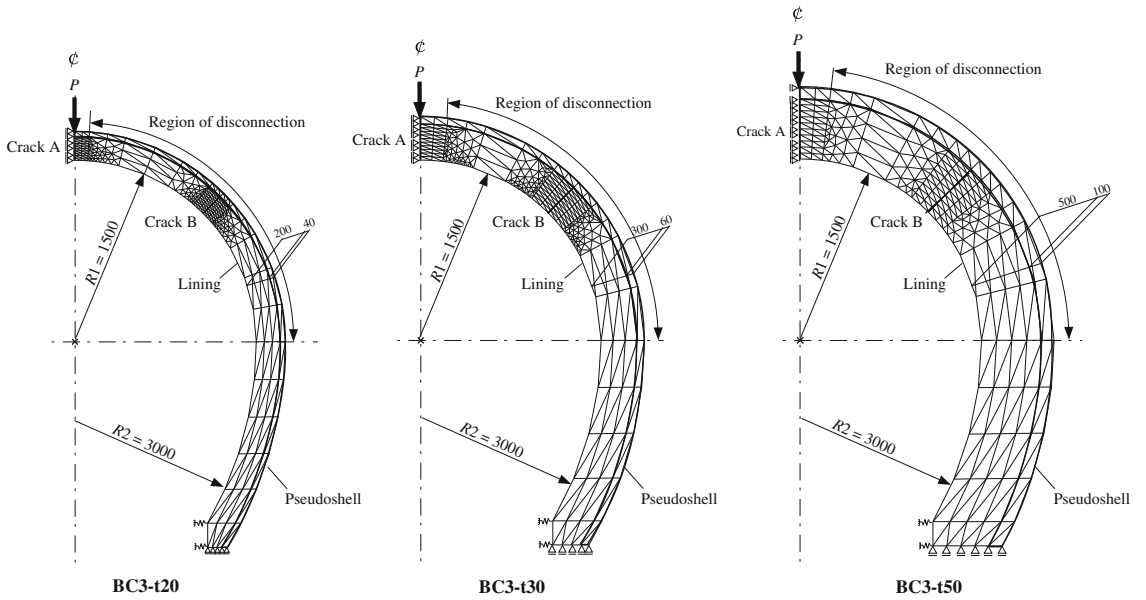 ¢
P
Region of disconnection
Crack A
Crack B
R1 = 1500
200 40
Lining
R2 = 3000
Pseudoshell
BC3-t20
¢
P
Region of disconnection
Crack A
Crack B
R1 = 1500
300 60
Lining
R2 = 3000
Pseudoshell
BC3-t30
¢
P
Region of disconnection
Crack A
Crack B
R1 = 1500
500 100
Lining
R2 = 3000
Pseudoshell
BC3-t50